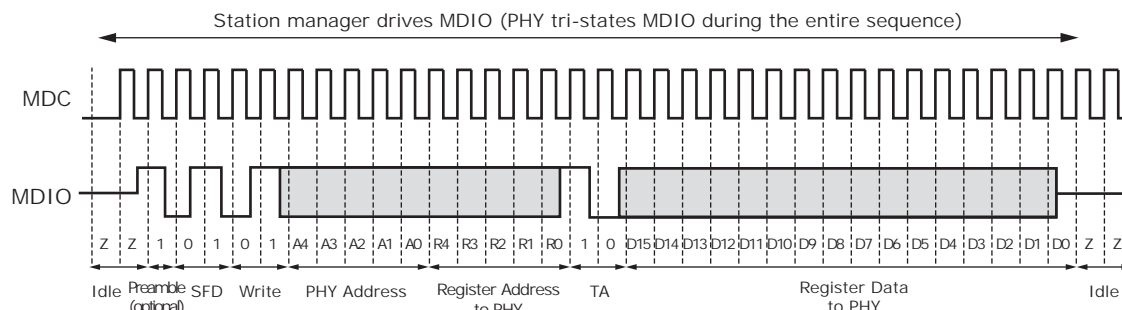 Station manager drives MDIO (PHY tri-states MDIO during the entire sequence)
MDC
MDIO
Z Z 1 0 1 0 1 A4 A3 A2 A1 A0 R4 R3 R2 R1 R0 1 0 D15 D14 D13 D12 D11 D10 D9 D8 D7 D6 D5 D4 D3 D2 D1 D0 Z Z
Idle Preamble SFD Write PHY Address Register Address TA Register Data Idle
(optional) to PHY to PHY